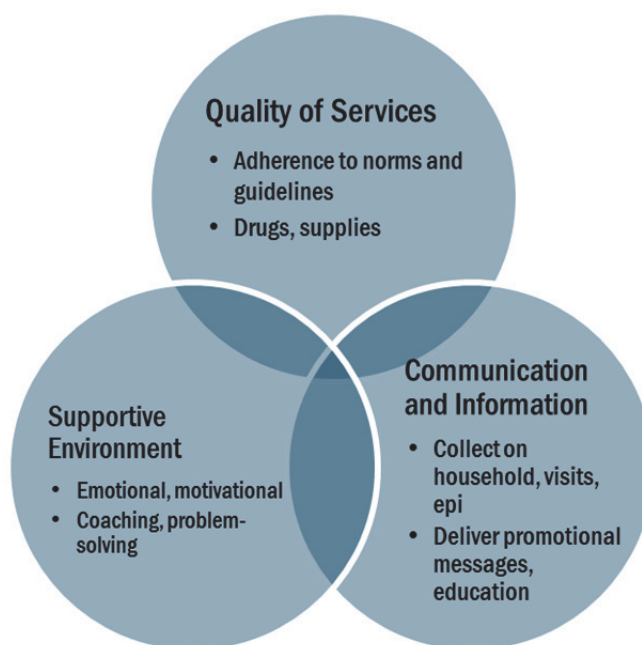 Quality of Services
• Adherence to norms and
guidelines
• Drugs, supplies
Supportive
Environment
• Emotional, motivational
• Coaching, problem-
solving
Communication
and Information
• Collect on
household, visits,
epi
• Deliver promotional
messages,
education